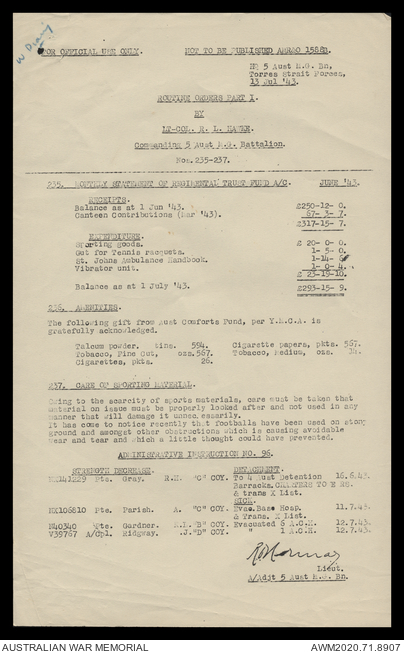 W Diary
FOR OFFICIAL USE ONLY. NOT TO BE PUBLISHED ABROAD
HQ 5 Aust M.G. Bn,
Torres Strait Forces,
13 Jul '43.
ROUTINE ORDERS PART 1.
BY
LT-COL. R. L.
Commanding 5 Aust M.G. Battalion.
Nos. 235-237.
235. MONTHLY STATEMENT OF REGIMENTAL TRUST FUND A/C. JUNE '43.
RECEIPTS.
Balance as at 1 Jun '43. £250-12- 0.
Canteen Contributions (Mar '43). 67- 3- 7.
£317-15- 7.
EXPENDITURE.
Sporting goods. £ 20- 0- 0.
Gut for Tennis racquets. 1- 5- 0.
St. Johns Ambulance Handbook. 1-14- 6
Vibrator unit. 1- 0- 4.
£ 23-19-10.
Balance as at 1 July '43. £293-15- 9.
236. AMENITIES.
The following gift from Aust Comforts Fund, per Y.M.C.A. is
gratefully acknowledged.
Talcum powder. tins. 594. Cigarette papers, pkts. 567.
Tobacco, Fine Cut, ozs. 567. Tobacco, Medium, ozs.
Cigarettes, pkts. 26.
237. CARE OF SPORTING MATERIAL.
Owing to the scarcity of sports materials, care must be taken that
material on issue must be properly looked after and not used in any
manner that will damage it unnecessarily.
It has come to notice recently that footballs have been used on stony
ground and amongst other obstructions which is causing avoidable
wear and tear and which a little thought could have prevented.
ADMINISTRATIVE INSTRUCTION NO. 96.
STRENGTH DECREASE. DETACHMENT.
Pte. Gray. R.M. "C" COY. To 4 Aust Detention 16.6.43.
Barracks.
& trans X List.
SICK.
NX106810 Pte. Parish. A. "C" COY. Evac. Base Hosp. 11.7.43.
& Trans. X List.
N40340 Pte. Gardner. "B" COY. Evacuated 6 A.C.H. 12.7.43.
V39767 A/Cpl. Ridgway. "D" COY. " 1 A.C.H. 12.7.43.
Lieut.
A/Adjt 5 Aust M.G. Bn.
AUSTRALIAN WAR MEMORIAL AWM2020.71.8907